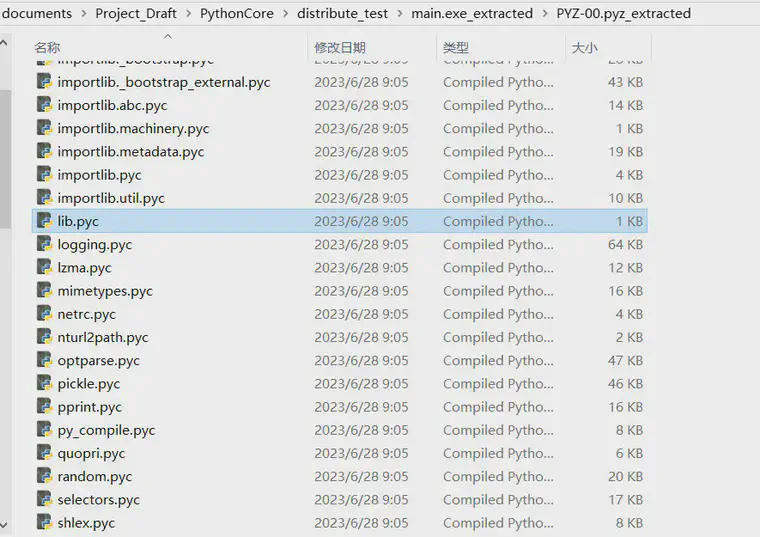 documents > Project_Draft > PythonCore > distribute_test > main.exe_extracted > PYZ-00.pyz_extracted
名称 修改日期 类型 大小
importlib._bootstrap.pyc 2023/6/28 9:05 Compiled Pytho...
importlib._bootstrap_external.pyc 2023/6/28 9:05 Compiled Pytho... 43 KB
importlib.abc.pyc 2023/6/28 9:05 Compiled Pytho... 14 KB
importlib.machinery.pyc 2023/6/28 9:05 Compiled Pytho... 1 KB
importlib.metadata.pyc 2023/6/28 9:05 Compiled Pytho... 19 KB
importlib.pyc 2023/6/28 9:05 Compiled Pytho... 4 KB
importlib.util.pyc 2023/6/28 9:05 Compiled Pytho... 10 KB
lib.pyc 2023/6/28 9:05 Compiled Pytho... 1 KB
logging.pyc 2023/6/28 9:05 Compiled Pytho... 64 KB
lzma.pyc 2023/6/28 9:05 Compiled Pytho... 12 KB
mimetypes.pyc 2023/6/28 9:05 Compiled Pytho... 16 KB
netrc.pyc 2023/6/28 9:05 Compiled Pytho... 4 KB
nturl2path.pyc 2023/6/28 9:05 Compiled Pytho... 2 KB
optparse.pyc 2023/6/28 9:05 Compiled Pytho... 47 KB
pickle.pyc 2023/6/28 9:05 Compiled Pytho... 46 KB
pprint.pyc 2023/6/28 9:05 Compiled Pytho... 16 KB
py_compile.pyc 2023/6/28 9:05 Compiled Pytho... 8 KB
quopri.pyc 2023/6/28 9:05 Compiled Pytho... 6 KB
random.pyc 2023/6/28 9:05 Compiled Pytho... 20 KB
selectors.pyc 2023/6/28 9:05 Compiled Pytho... 17 KB
shlex.pyc 2023/6/28 9:05 Compiled Pytho... 8 KB